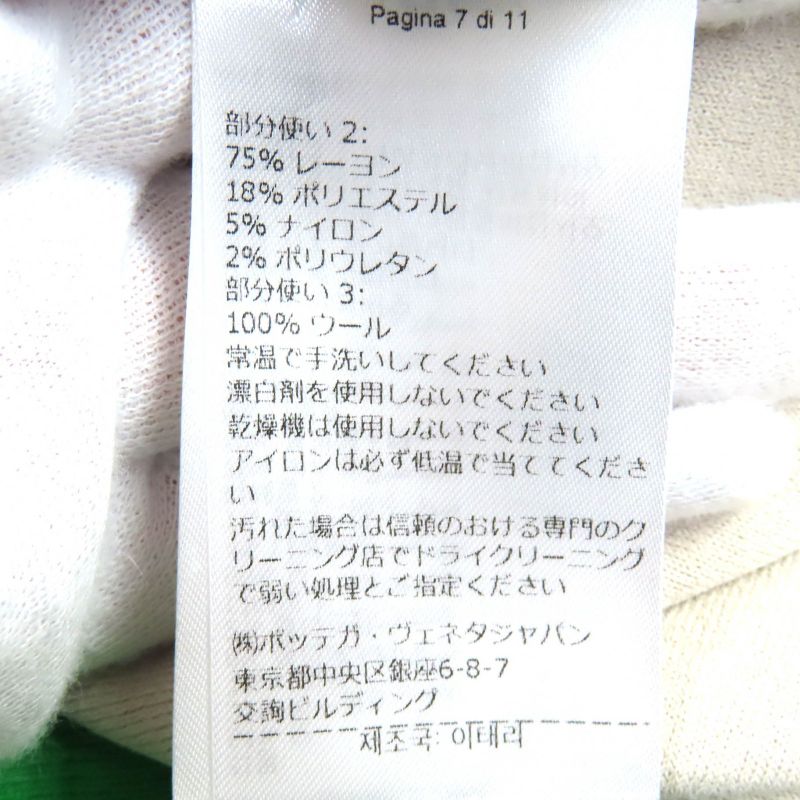 Pagina 7 di 11
部分使い 2:
75% レーヨン
18% ポリエステル
5% ナイロン
2% ポリウレタン
部分使い 3:
100% ウール
常温で手洗いしてください
漂白剤を使用しないでください
乾燥機は使用しないでください
アイロンは必ず低温で当ててくださ
い
汚れた場合は信頼のおける専門のク
リーニング店でドライクリーニング
で弱い処理とご指定ください
㈱ボッテガ・ヴェネタジャパン
東京都中央区銀座6-8-7
交詢ビルディング
제조국: 이태리